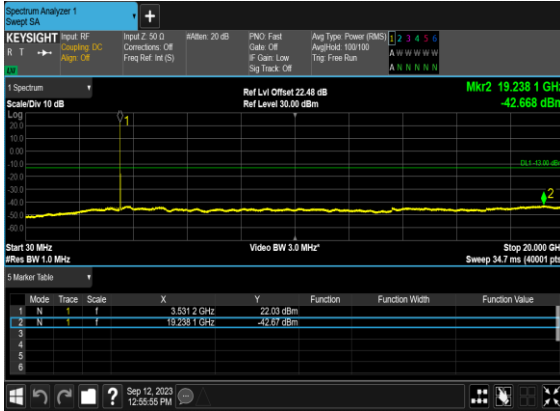 Spectrum Analyzer 1
Swept SA
+
KEYSIGHT Input: RF Input Z: 50 Ω #Atten: 20 dB PNO: Fast Avg Type: Power (RMS) 1 2 3 4 5 6
R T Coupling: DC Corrections: Off Gate: Off Avg|Hold: 100/100 A W W W W W
Align: Off Freq Ref: Int (S) IF Gain: Low Trig: Free Run
Sig Track: Off A N N N N N
1 Spectrum Ref Lvl Offset 22.48 dB Mkr2 19.238 1 GHz
Scale/Div 10 dB Ref Level 30.00 dBm -42.668 dBm
Log
1
20.0
10.0
0.00
-10.0 DL1 -13.00 dBm
-20.0
-30.0
-40.0 2
-50.0
-60.0
Start 30 MHz Video BW 3.0 MHz* Stop 20.000 GH
#Res BW 1.0 MHz Sweep 34.7 ms (40001 pts
5 Marker Table
Mode Trace Scale X Y Function Function Width Function Value
1 N 1 f 3.531 2 GHz 22.03 dBm
2 N 1 f 19.238 1 GHz -42.67 dBm
3
4
5
6
? Sep 12, 2023
12:55:55 PM